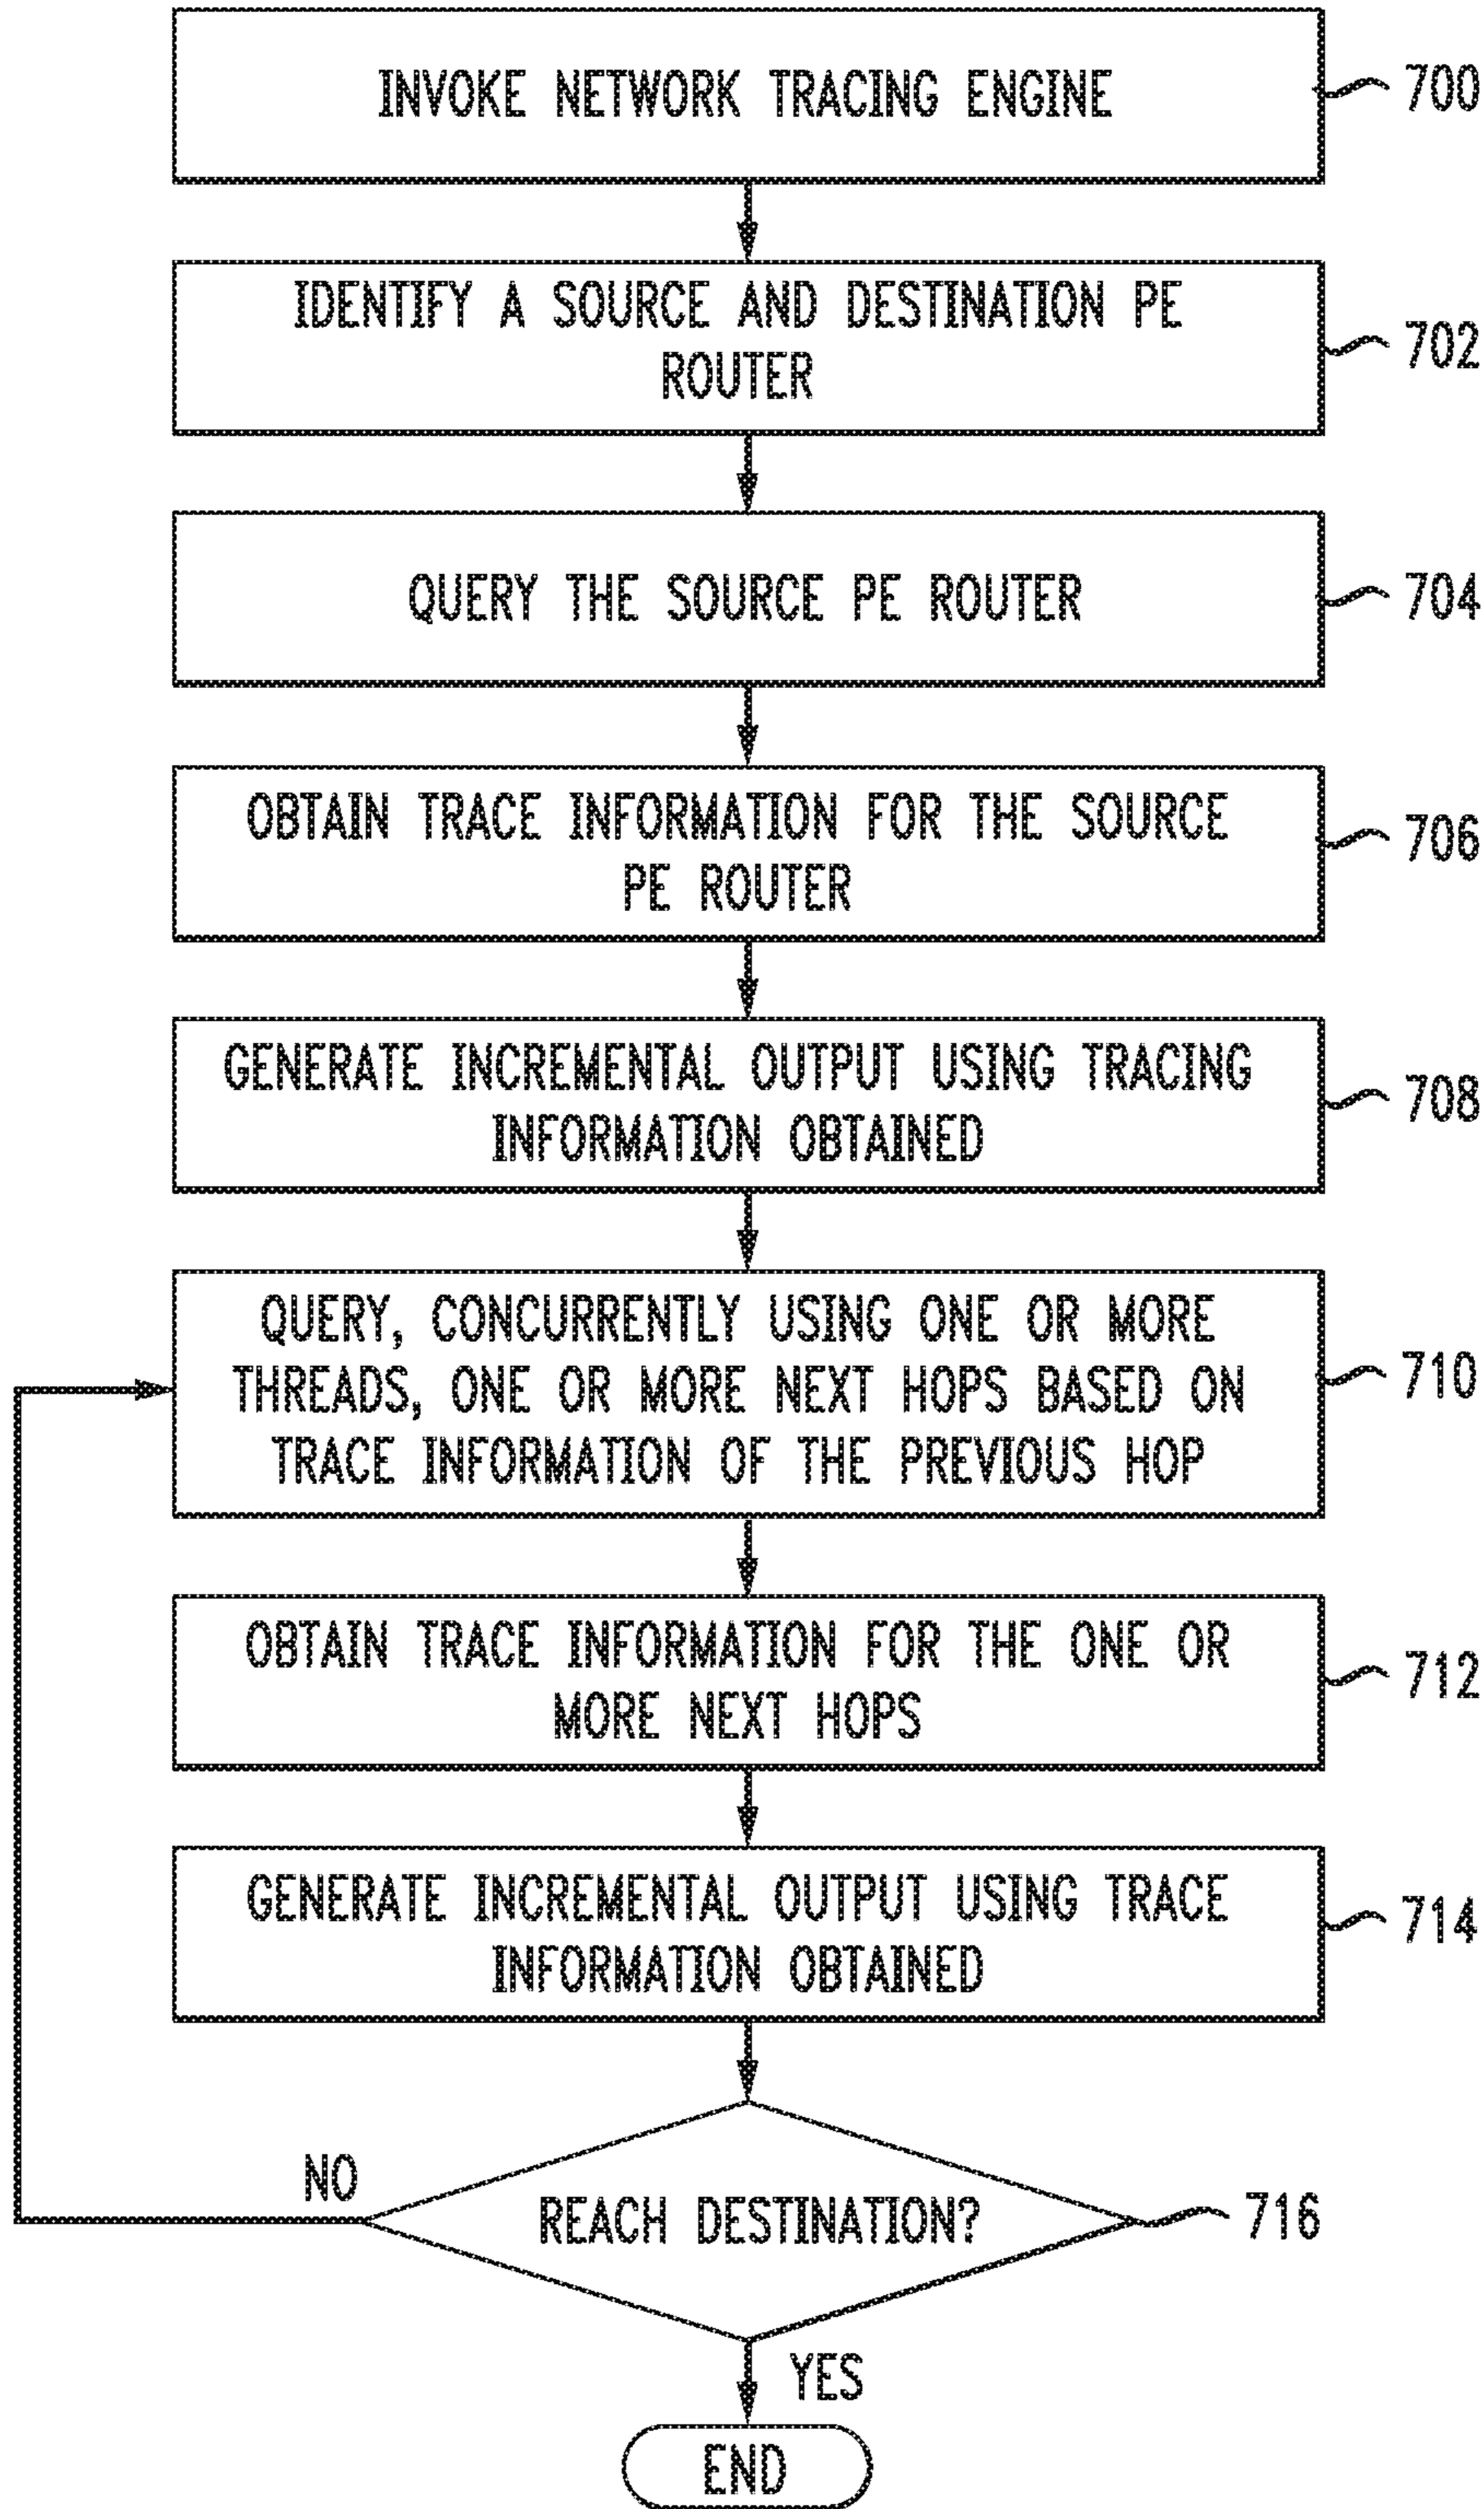 INVOKE NETWORK TRACING ENGINE
700
IDENTIFY A SOURCE AND DESTINATION PE
ROUTER
702
QUERY THE SOURCE PE ROUTER
704
OBTAIN TRACE INFORMATION FOR THE SOURCE
PE ROUTER
706
GENERATE INCREMENTAL OUTPUT USING TRACING
INFORMATION OBTAINED
708
QUERY, CONCURRENTLY USING ONE OR MORE
THREADS, ONE OR MORE NEXT HOPS BASED ON
TRACE INFORMATION OF THE PREVIOUS HOP
710
OBTAIN TRACE INFORMATION FOR THE ONE OR
MORE NEXT HOPS
712
GENERATE INCREMENTAL OUTPUT USING TRACE
INFORMATION OBTAINED
714
NO
REACH DESTINATION?
716
YES
END